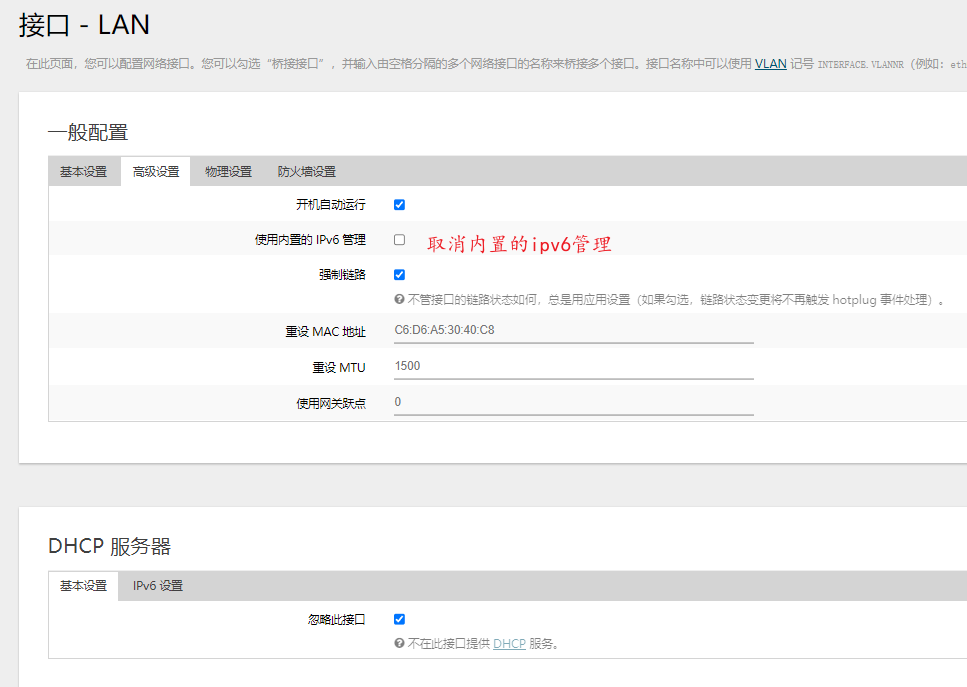 接口 - LAN
在此页面，您可以配置网络接口。您可以勾选“桥接接口”，并输入由空格分隔的多个网络接口的名称来桥接多个接口。接口名称中可以使用 VLAN 记号 INTERFACE.VLANNR（例如：eth
一般配置
基本设置 高级设置 物理设置 防火墙设置
开机自动运行
使用内置的 IPv6 管理 取消内置的ipv6管理
强制链路
不管接口的链路状态如何，总是用应用设置（如果勾选，链路状态变更将不再触发 hotplug 事件处理）。
重设 MAC 地址 C6:D6:A5:30:40:C8
重设 MTU 1500
使用网关跃点 0
DHCP 服务器
基本设置 IPv6 设置
忽略此接口
不在此接口提供 DHCP 服务。